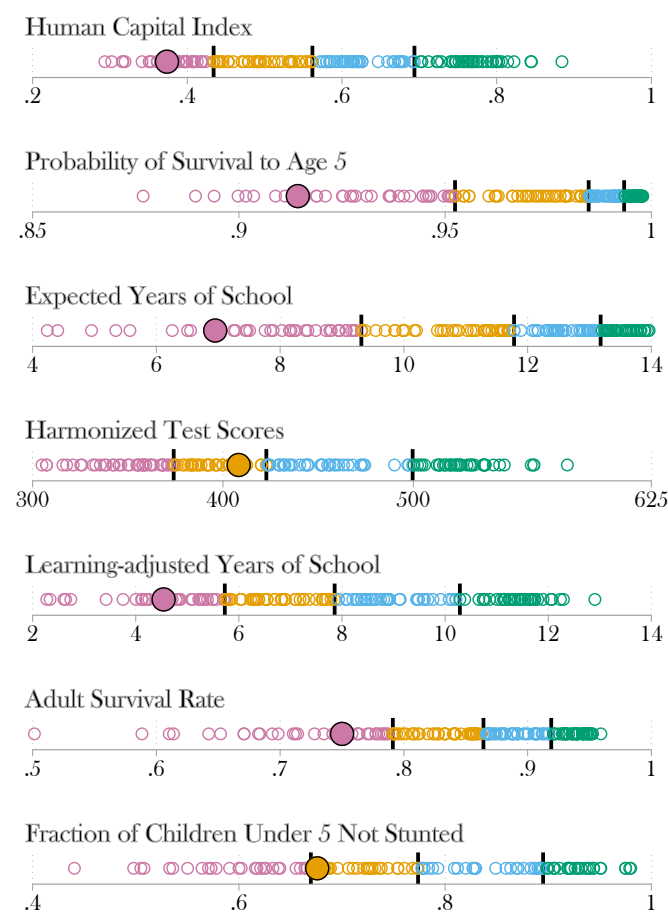 Human Capital Index
.2 .4 .6 .8 1
Probability of Survival to Age 5
.85 .9 .95 1
Expected Years of School
4 6 8 10 12 14
Harmonized Test Scores
300 400 500 625
Learning-adjusted Years of School
2 4 6 8 10 12 14
Adult Survival Rate
.5 .6 .7 .8 .9 1
Fraction of Children Under 5 Not Stunted
.4 .6 .8 1